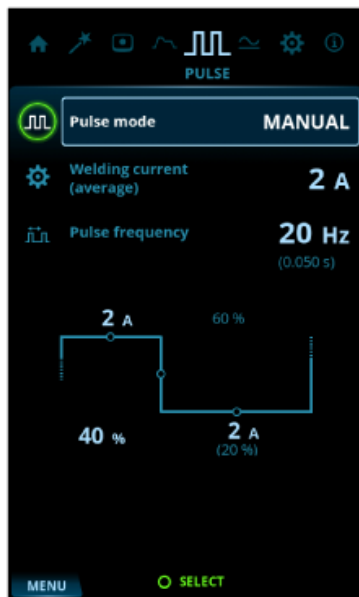 PULSE
Pulse mode MANUAL
Welding current
(average)
2 A
Pulse frequency 20 Hz
(0.050 s)
2 A 60 %
40 % 2 A
(20 %)
MENU SELECT